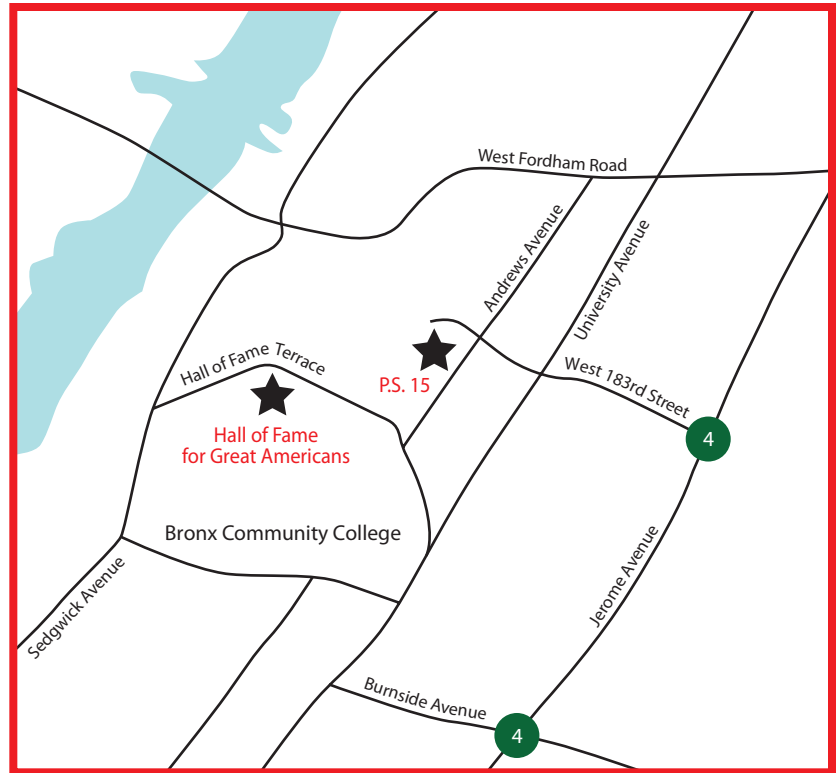 West Fordham Road
Andrews Avenue
University Avenue
Hall of Fame Terrace
P.S. 15
West 183rd Street
Hall of Fame
for Great Americans
4
Bronx Community College
Sedgwick Avenue
Jerome Avenue
Burnside Avenue
4